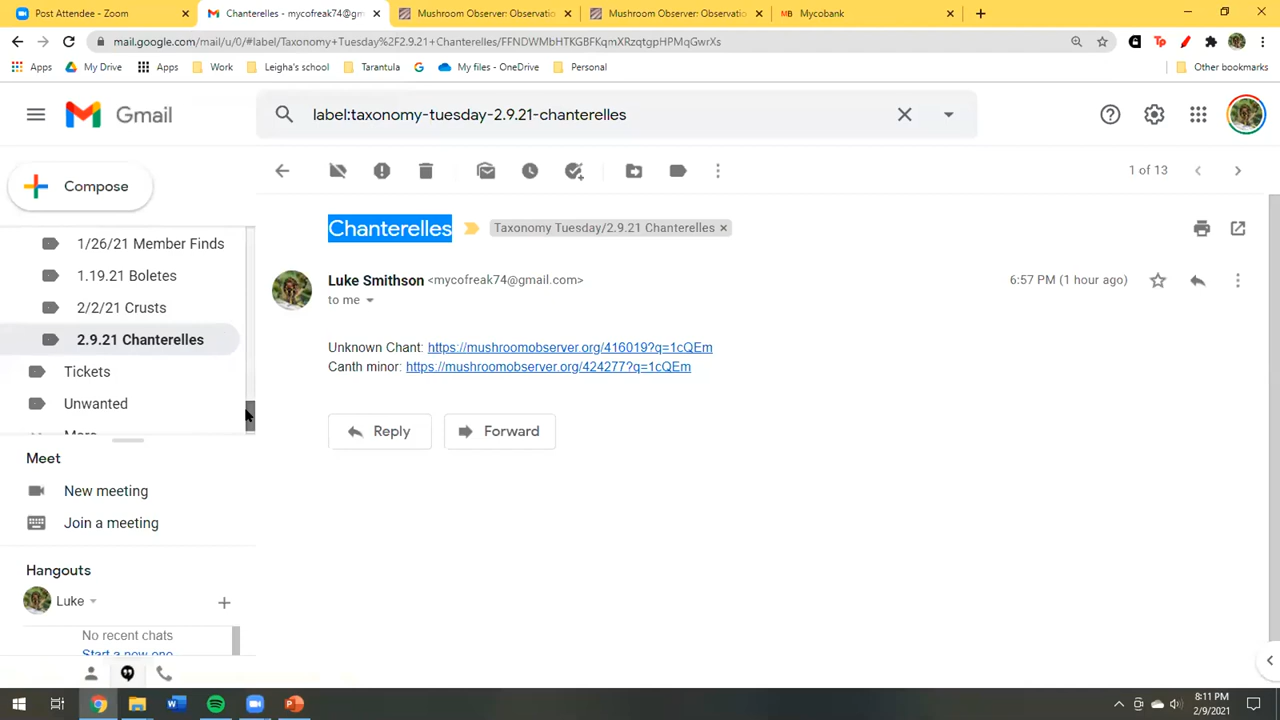 Post Attendee - Zoom
Chanterelles - mycofreak74@gm
Mushroom Observer: Observatio
Mushroom Observer: Observatio
MB Mycobank
mail.google.com/mail/u/0/#label/Taxonomy+Tuesday%2F2.9.21+Chanterelles/FFNDWMbHTKGBFKqmXRzqtgpHPMqGwrXs
Apps My Drive Apps Work Leigha's school Tarantula My files - OneDrive Personal Other bookmarks
Gmail
label:taxonomy-tuesday-2.9.21-chanterelles
Compose
1 of 13
Chanterelles Taxonomy Tuesday/2.9.21 Chanterelles ×
1/26/21 Member Finds
1.19.21 Boletes
2/2/21 Crusts
2.9.21 Chanterelles
Tickets
Unwanted
Luke Smithson <mycofreak74@gmail.com> 6:57 PM (1 hour ago)
to me
Unknown Chant: https://mushroomobserver.org/416019?q=1cQEm
Canth minor: https://mushroomobserver.org/424277?q=1cQEm
Reply Forward
Meet
New meeting
Join a meeting
Hangouts
Luke
No recent chats
Start a new one
8:11 PM
2/9/2021